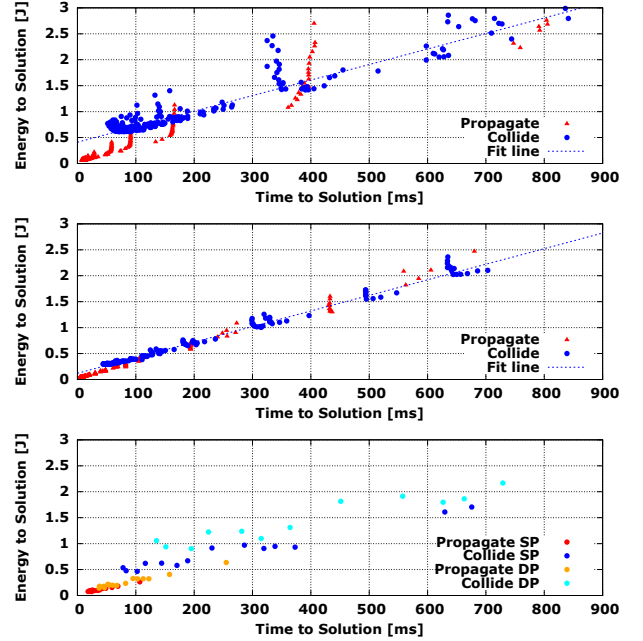 3
2.5
2
1.5
1
0.5
0
Energy to Solution [J]
Propagate
Collide
Fit line
0 100 200 300 400 500 600 700 800 900
Time to Solution [ms]
3
2.5
2
1.5
1
0.5
0
Energy to Solution [J]
Propagate
Collide
Fit line
0 100 200 300 400 500 600 700 800 900
Time to Solution [ms]
3
2.5
2
1.5
1
0.5
0
Energy to Solution [J]
Propagate SP
Collide SP
Propagate DP
Collide DP
0 100 200 300 400 500 600 700 800 900
Time to Solution [ms]